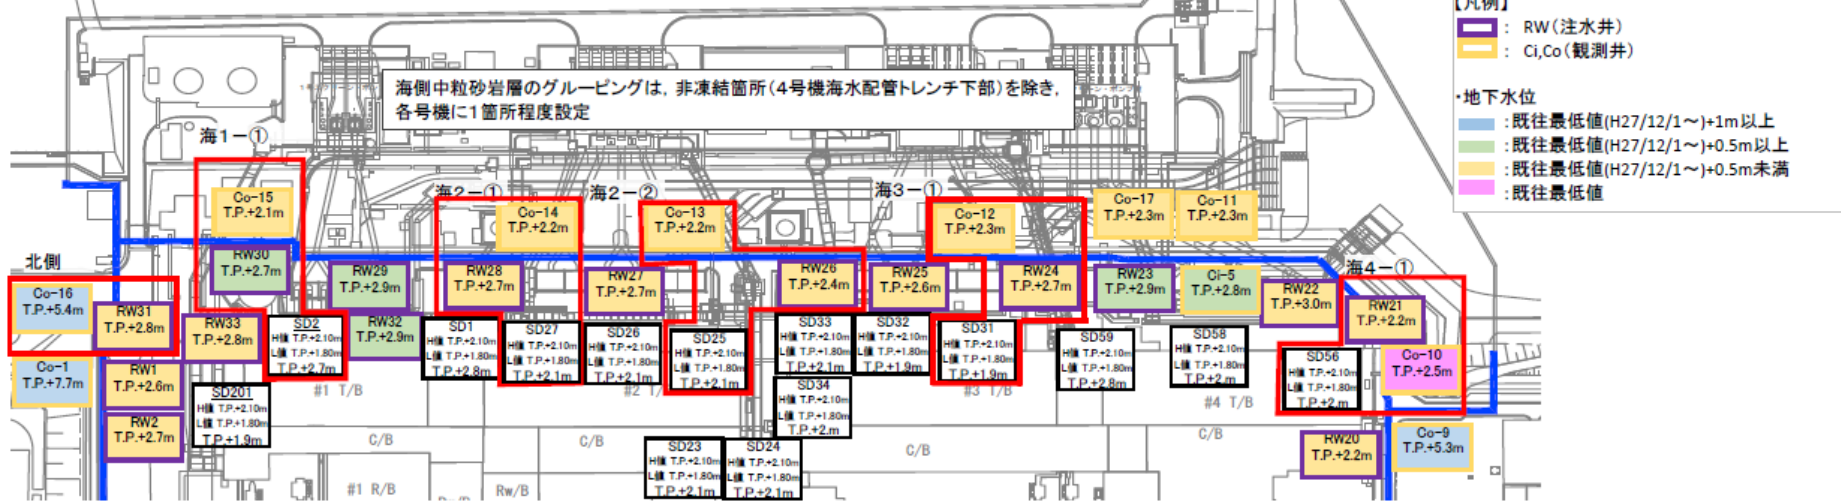 【凡例】
: RW(注水井)
: Ci,Co(観測井)
・地下水位
:既往最低値(H27/12/1～)+1m以上
:既往最低値(H27/12/1～)+0.5m以上
:既往最低値(H27/12/1～)+0.5m未満
:既往最低値
海側中粒砂岩層のグルーピングは，非凍結箇所(4号機海水配管トレンチ下部)を除き，
各号機に1箇所程度設定
海1－①
海2－①
海2－②
海3－①
海4－①
北側
Co-15
T.P.+2.1m
Co-14
T.P.+2.2m
Co-13
T.P.+2.2m
Co-12
T.P.+2.3m
Co-17
T.P.+2.3m
Co-11
T.P.+2.3m
RW30
T.P.+2.7m
RW29
T.P.+2.9m
RW28
T.P.+2.7m
RW27
T.P.+2.7m
RW26
T.P.+2.4m
RW25
T.P.+2.6m
RW24
T.P.+2.7m
RW23
T.P.+2.9m
Ci-5
T.P.+2.8m
RW22
T.P.+3.0m
RW21
T.P.+2.2m
Co-16
T.P.+5.4m
RW31
T.P.+2.8m
RW33
T.P.+2.8m
SD2
H値 T.P.+2.10m
L値 T.P.+1.80m
T.P.+2.7m
RW32
T.P.+2.9m
SD1
H値 T.P.+2.10m
L値 T.P.+1.80m
T.P.+2.8m
SD27
H値 T.P.+2.10m
L値 T.P.+1.80m
T.P.+2.1m
SD26
H値 T.P.+2.10m
L値 T.P.+1.80m
T.P.+2.1m
SD25
H値 T.P.+2.10m
L値 T.P.+1.80m
T.P.+2.1m
SD33
H値 T.P.+2.10m
L値 T.P.+1.80m
T.P.+2.1m
SD32
H値 T.P.+2.10m
L値 T.P.+1.80m
T.P.+1.9m
SD31
H値 T.P.+2.10m
L値 T.P.+1.80m
T.P.+1.9m
SD59
H値 T.P.+2.10m
L値 T.P.+1.80m
T.P.+2.8m
SD58
H値 T.P.+2.10m
L値 T.P.+1.80m
T.P.+2.m
SD56
H値 T.P.+2.10m
L値 T.P.+1.80m
T.P.+2.m
Co-10
T.P.+2.5m
Co-1
T.P.+7.7m
RW1
T.P.+2.6m
SD201
H値 T.P.+2.10m
L値 T.P.+1.80m
T.P.+1.9m
#1 T/B
#2 T/
SD34
H値 T.P.+2.10m
L値 T.P.+1.80m
T.P.+2.m
#3 T/B
#4 T/B
RW2
T.P.+2.7m
C/B
C/B
SD23
H値 T.P.+2.10m
L値 T.P.+1.80m
T.P.+2.1m
SD24
H値 T.P.+2.10m
L値 T.P.+1.80m
T.P.+2.1m
C/B
C/B
RW20
T.P.+2.2m
Co-9
T.P.+5.3m
#1 R/B
Rw/B